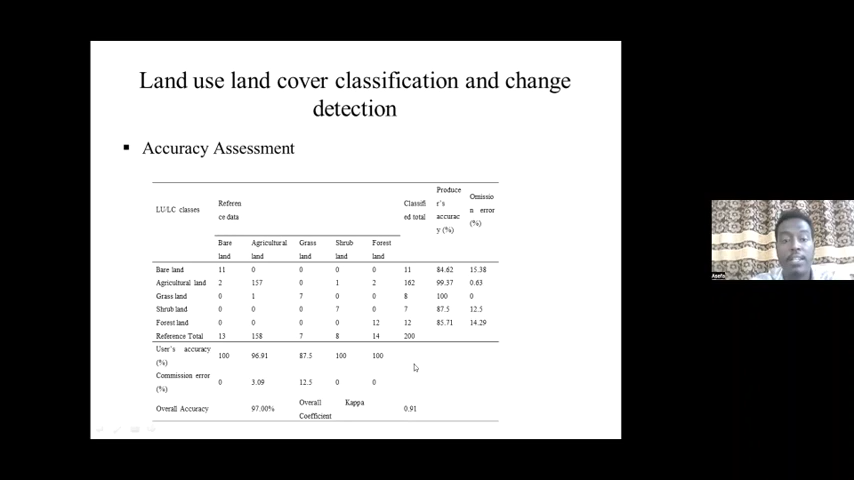 Land use land cover classification and change
detection
▪ Accuracy Assessment
LU/LC classes Referen
ce data Classifi
ed total Produce
r's
accurac
y (%) Omissio
n error
(%)
Bare
land Agricultural
land Grass
land Shrub
land Forest
land
Bare land 11 0 0 0 0 11 84.62 15.38
Agricultural land 2 157 0 1 2 162 99.37 0.63
Grass land 0 1 7 0 0 8 100 0
Shrub land 0 0 0 7 0 7 87.5 12.5
Forest land 0 0 0 0 12 12 85.71 14.29
Reference Total 13 158 7 8 14 200
User's accuracy
(%) 100 96.91 87.5 100 100
Commission error
(%) 0 3.09 12.5 0 0
Overall Accuracy 97.00% Overall Kappa
Coefficient 0.91
Asefa